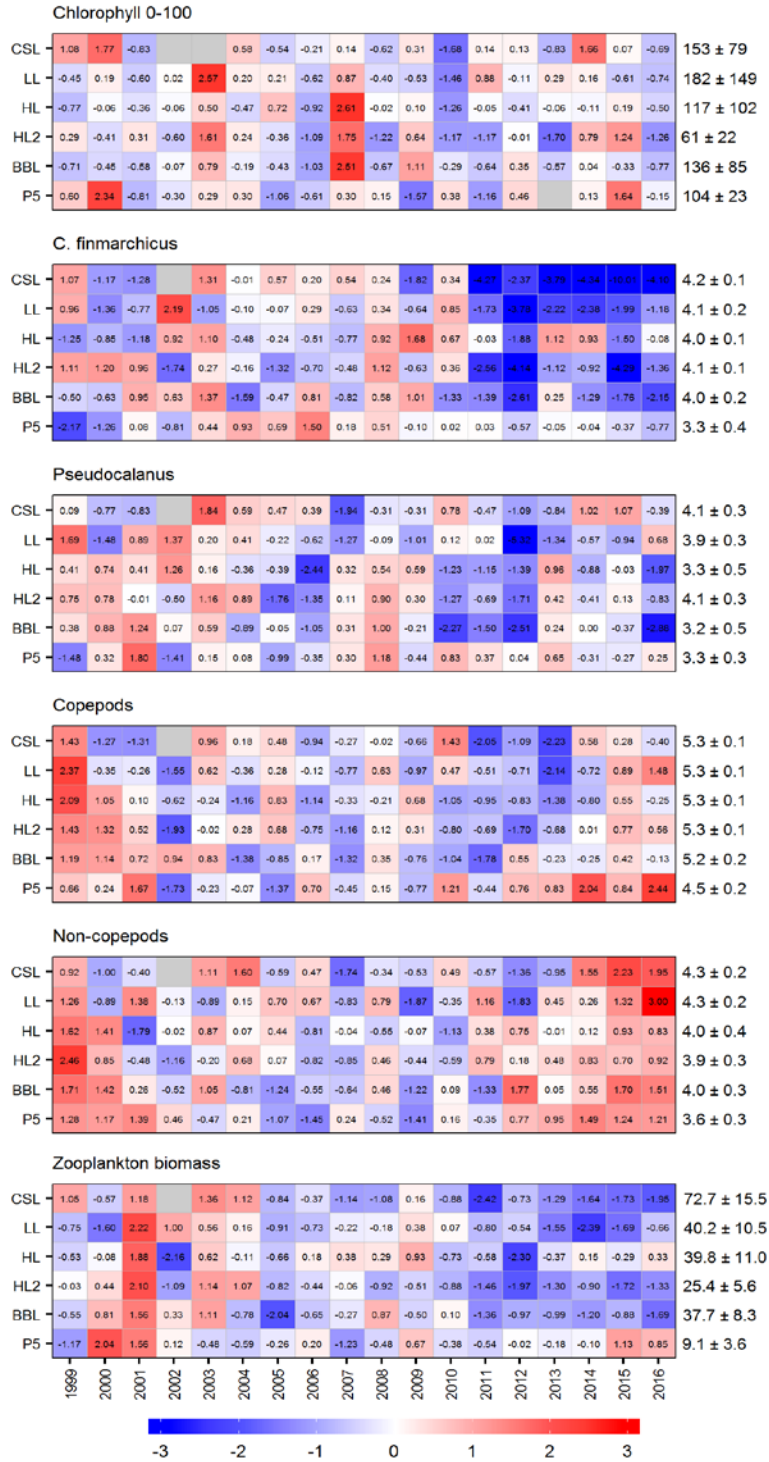 Chlorophyll 0-100
CSL 1.08 1.77 -0.83 0.58 -0.54 -0.21 0.14 -0.62 0.31 -1.68 0.14 0.13 -0.83 1.66 0.07 -0.69 153 ± 79
LL -0.45 0.19 -0.60 0.02 2.57 0.20 0.21 -0.62 0.87 -0.40 -0.53 -1.46 0.88 -0.11 0.29 0.16 -0.61 -0.74 182 ± 149
HL -0.77 -0.06 -0.36 -0.06 0.50 -0.47 0.72 -0.92 2.61 -0.02 0.10 -1.26 -0.05 -0.41 -0.06 -0.11 0.19 -0.50 117 ± 102
HL2 0.29 -0.41 0.31 -0.60 1.61 0.24 -0.36 -1.09 1.75 -1.22 0.64 -1.17 -1.17 -0.01 -1.70 0.79 1.24 -1.26 61 ± 22
BBL -0.71 -0.45 -0.58 -0.07 0.79 -0.19 -0.43 -1.03 2.51 -0.67 1.11 -0.29 -0.64 0.35 -0.57 0.04 -0.33 -0.77 136 ± 85
P5 0.60 2.34 -0.81 -0.30 0.29 0.30 -1.06 -0.61 0.30 0.15 -1.57 0.38 -1.16 0.46 0.13 1.64 -0.15 104 ± 23
C. finmarchicus
CSL 1.07 -1.17 -1.28 1.31 -0.01 0.57 0.20 0.54 0.24 -1.82 0.34 -4.27 -2.37 -3.79 -4.34 -10.01 -4.10 4.2 ± 0.1
LL 0.96 -1.36 -0.77 2.19 -1.05 -0.10 -0.07 0.29 -0.63 0.34 -0.64 0.85 -1.73 -3.79 -2.22 -2.38 -1.99 -1.18 4.1 ± 0.2
HL -1.25 -0.85 -1.18 0.92 1.10 -0.48 -0.24 -0.51 -0.77 0.92 1.68 0.67 -0.03 -1.88 1.12 0.93 -1.50 -0.08 4.0 ± 0.1
HL2 1.11 1.20 0.96 -1.74 0.27 -0.16 -1.32 -0.70 -0.48 1.12 -0.63 0.36 -2.56 -4.14 -1.12 -0.92 -4.29 -1.36 4.1 ± 0.1
BBL -0.50 -0.63 0.95 0.63 1.37 -1.59 -0.47 0.81 -0.82 0.58 1.01 -1.33 -1.39 -2.61 0.25 -1.29 -1.76 -2.15 4.0 ± 0.2
P5 -2.17 -1.26 0.08 -0.81 0.44 0.93 0.69 1.50 0.18 0.51 -0.10 0.02 0.03 -0.57 -0.05 -0.04 -0.37 -0.77 3.3 ± 0.4
Pseudocalanus
CSL 0.09 -0.77 -0.83 1.84 0.59 0.47 0.39 -1.94 -0.31 -0.31 0.78 -0.47 -1.09 -0.84 1.02 1.07 -0.39 4.1 ± 0.3
LL 1.69 -1.48 0.89 1.37 0.20 0.41 -0.22 -0.62 -1.27 -0.09 -1.01 0.12 0.02 -1.34 -0.57 -0.94 0.68 3.9 ± 0.3
HL 0.41 0.74 0.41 1.26 0.16 -0.36 -0.39 -2.44 0.32 0.54 0.59 -1.23 -1.15 -1.39 0.96 -0.88 -0.03 -1.97 3.3 ± 0.5
HL2 0.75 0.78 -0.01 -0.50 1.16 0.89 -1.76 -1.35 0.11 0.90 0.30 -1.27 -0.69 -1.71 0.42 -0.41 0.13 -0.83 4.1 ± 0.3
BBL 0.38 0.88 1.24 0.07 0.59 -0.89 -0.05 -1.05 0.31 1.00 -0.21 -2.27 -1.50 -2.51 0.24 0.00 -0.37 3.2 ± 0.5
P5 -1.48 0.32 1.80 -1.41 0.15 0.08 -0.99 -0.35 0.30 1.18 -0.44 0.83 0.37 0.04 0.65 -0.31 -0.27 0.25 3.3 ± 0.3
Copepods
CSL 1.43 -1.27 -1.31 0.96 0.18 0.48 -0.94 -0.27 -0.02 -0.66 1.43 -2.05 -1.09 -2.23 0.58 0.28 -0.40 5.3 ± 0.1
LL 2.37 -0.35 -0.26 -1.55 0.62 -0.36 0.28 -0.12 -0.77 0.63 -0.97 0.47 -0.51 -0.71 -2.14 -0.72 0.89 1.48 5.3 ± 0.1
HL 2.09 1.05 0.10 -0.62 -0.24 -1.16 0.83 -1.14 -0.33 -0.21 0.68 -1.05 -0.95 -0.83 -1.38 -0.80 0.55 -0.25 5.3 ± 0.1
HL2 1.43 1.32 0.52 -1.93 -0.02 0.28 0.68 -0.75 -1.16 0.12 0.31 -0.80 -0.69 -1.70 -0.68 0.01 0.77 0.56 5.3 ± 0.1
BBL 1.19 1.14 0.72 0.94 0.83 -1.38 -0.85 0.17 -1.32 0.35 -0.76 -1.04 -1.78 0.55 -0.23 -0.25 0.42 -0.13 5.2 ± 0.2
P5 0.66 0.24 1.67 -1.73 -0.23 -0.07 -1.37 0.70 -0.45 0.15 -0.77 1.21 -0.44 0.76 0.83 2.04 0.84 2.44 4.5 ± 0.2
Non-copepods
CSL 0.92 -1.00 -0.40 1.11 1.60 -0.59 0.47 -1.74 -0.34 -0.53 0.49 -0.57 -1.36 -0.95 1.55 2.23 1.95 4.3 ± 0.2
LL 1.26 -0.89 1.38 -0.13 -0.89 0.15 0.70 0.67 -0.83 0.79 -1.87 -0.35 1.16 -1.83 0.45 0.26 1.32 3.00 4.3 ± 0.2
HL 1.62 1.41 -1.79 -0.02 0.87 0.07 0.44 -0.81 -0.04 -0.55 -0.07 -1.13 0.38 0.75 -0.01 0.12 0.93 0.83 4.0 ± 0.4
HL2 2.46 0.85 -0.48 -1.16 -0.20 0.68 0.07 -0.82 -0.85 0.46 -0.44 -0.59 0.79 0.18 0.48 0.83 0.70 0.92 3.9 ± 0.3
BBL 1.71 1.42 0.26 -0.52 1.05 -0.81 -1.24 -0.55 -0.64 0.46 -1.22 0.09 -1.33 1.77 0.05 0.55 1.70 1.51 4.0 ± 0.3
P5 1.28 1.17 1.39 0.46 -0.47 0.21 -1.07 -1.45 0.24 -0.52 -1.41 0.16 -0.35 0.77 0.95 1.49 1.24 1.21 3.6 ± 0.3
Zooplankton biomass
CSL 1.05 -0.57 1.18 1.36 1.12 -0.84 -0.37 -1.14 -1.08 0.16 -0.88 -2.42 -0.73 -1.29 -1.64 -1.73 -1.95 72.7 ± 15.5
LL -0.75 -1.60 2.22 1.00 0.56 0.16 -0.91 -0.73 -0.22 -0.18 0.38 0.07 -0.80 -0.54 -1.55 -2.39 -1.69 -0.66 40.2 ± 10.5
HL -0.53 -0.08 1.88 -2.16 0.62 -0.11 -0.66 0.18 0.38 0.29 0.93 -0.73 -0.58 -2.30 -0.37 0.15 -0.29 0.33 39.8 ± 11.0
HL2 -0.03 0.44 2.10 -1.09 1.14 1.07 -0.82 -0.44 -0.06 -0.92 -0.51 -0.88 -1.46 -1.97 -1.30 -0.90 -1.72 -1.33 25.4 ± 5.6
BBL -0.55 0.81 1.56 0.33 1.11 -0.78 -2.04 -0.65 -0.27 0.87 -0.50 0.10 -1.36 -0.97 -0.99 -1.20 -0.88 -1.69 37.7 ± 8.3
P5 -1.17 2.04 1.56 0.12 -0.48 -0.59 -0.26 0.20 -1.23 -0.48 0.67 -0.38 -0.54 -0.02 -0.18 -0.10 1.13 0.85 9.1 ± 3.6
1999 2000 2001 2002 2003 2004 2005 2006 2007 2008 2009 2010 2011 2012 2013 2014 2015 2016
-3 -2 -1 0 1 2 3